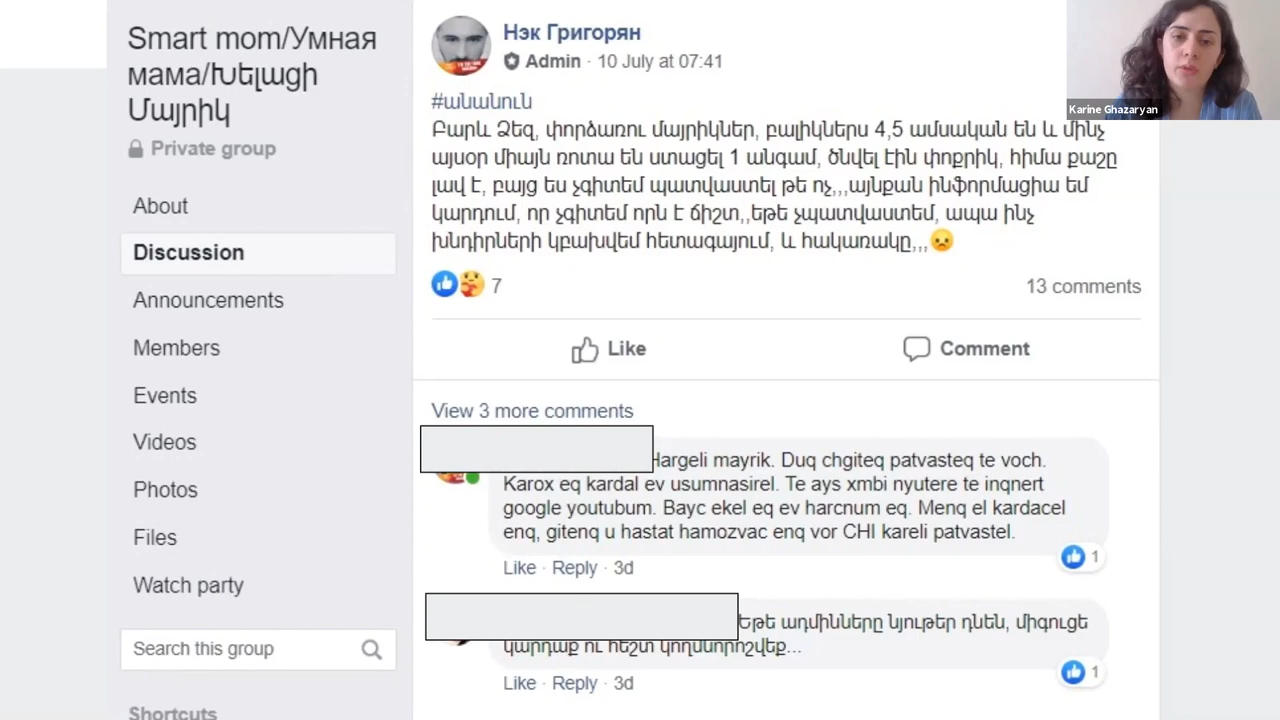 Smart mom/Умная
мама/Խելացի
Մայրիկ
Private group
About
Discussion
Announcements
Members
Events
Videos
Photos
Files
Watch party
Search this group
Shortcuts
Нэк Григорян
Admin · 10 July at 07:41
#անանուն
Բարև Ձեզ, փորձառու մայրիկներ, բալիկներս 4,5 ամսական են և մինչ
այսօր միայն ռոտա են ստացել 1 անգամ, ծնվել էին փոքրիկ, հիմա քաշը
լավ է, բայց ես չգիտեմ պատվաստել թե ոչ,,,այնքան ինֆորմացիա եմ
կարդում, որ չգիտեմ որն է ճիշտ,,եթե չպատվաստեմ, ապա ինչ
խնդիրների կբախվեմ հետագայում, և հակառակը,,,
7
13 comments
Like
Comment
View 3 more comments
Hargeli mayrik. Duq chgiteq patvasteq te voch.
Karox eq kardal ev usumnasirel. Te ays xmbi nyutere te inqnert
google youtubum. Bayc ekel eq ev harcnum eq. Menq el kardacel
enq, gitenq u hastat hamozvac enq vor CHI kareli patvastel.
1
Like · Reply · 3d
Եթե ադմինները նյութեր դնեն, միգուցե
կարդաք ու հեշտ կողմնորոշվեք...
1
Like · Reply · 3d
Karine Ghazaryan